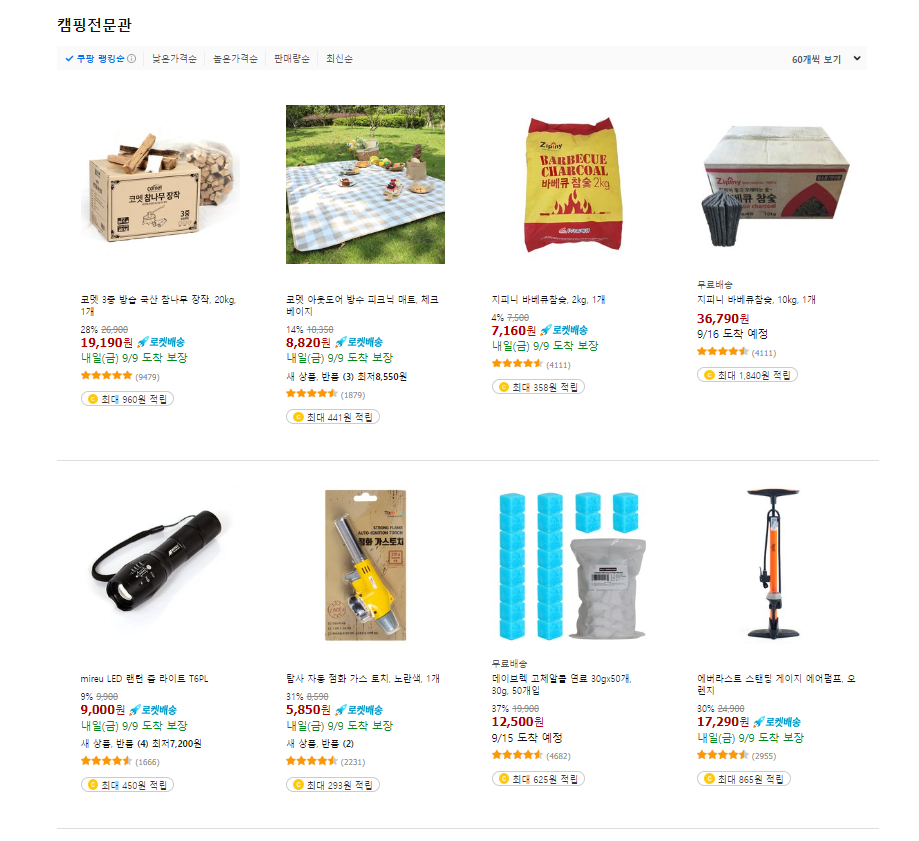 캠핑전문관
쿠팡 랭킹순
낮은가격순
높은가격순
판매량순
최신순
60개씩 보기
comet
코멧 참나무 장작
3중
Zipiny
BARBECUE
CHARCOAL
바베큐 참숯 2kg
Zipiny
바베큐 참숯
10kg
코멧 3중 방습 국산 참나무 장작, 20kg,
1개
28% 26,900
19,190원 로켓배송
내일(금) 9/9 도착 보장
(9479)
최대 960원 적립
코멧 아웃도어 방수 피크닉 매트, 체크
베이지
14% 10,350
8,820원 로켓배송
내일(금) 9/9 도착 보장
새 상품, 반품 (3) 최저8,550원
(1879)
최대 441원 적립
지피니 바베큐참숯, 2kg, 1개
4% 7,500
7,160원 로켓배송
내일(금) 9/9 도착 보장
(4111)
최대 358원 적립
무료배송
지피니 바베큐참숯, 10kg, 1개
36,790원
9/16 도착 예정
(4111)
최대 1,840원 적립
STRONG FLAME
AUTO IGNITION TORCH
점화 가스토치
mireu LED 랜턴 줌 라이트 T6PL
9% 9,900
9,000원 로켓배송
내일(금) 9/9 도착 보장
새 상품, 반품 (4) 최저7,200원
(1666)
최대 450원 적립
탐사 자동 점화 가스 토치, 노란색, 1개
31% 8,590
5,850원 로켓배송
내일(금) 9/9 도착 보장
새 상품, 반품 (2)
(2231)
최대 293원 적립
무료배송
데이브렉 고체알콜 연료 30gx50개,
30g, 50개입
37% 19,900
12,500원
9/15 도착 예정
(4682)
최대 625원 적립
에버라스트 스탠딩 게이지 에어펌프, 오
렌지
30% 24,900
17,290원 로켓배송
내일(금) 9/9 도착 보장
(2955)
최대 865원 적립